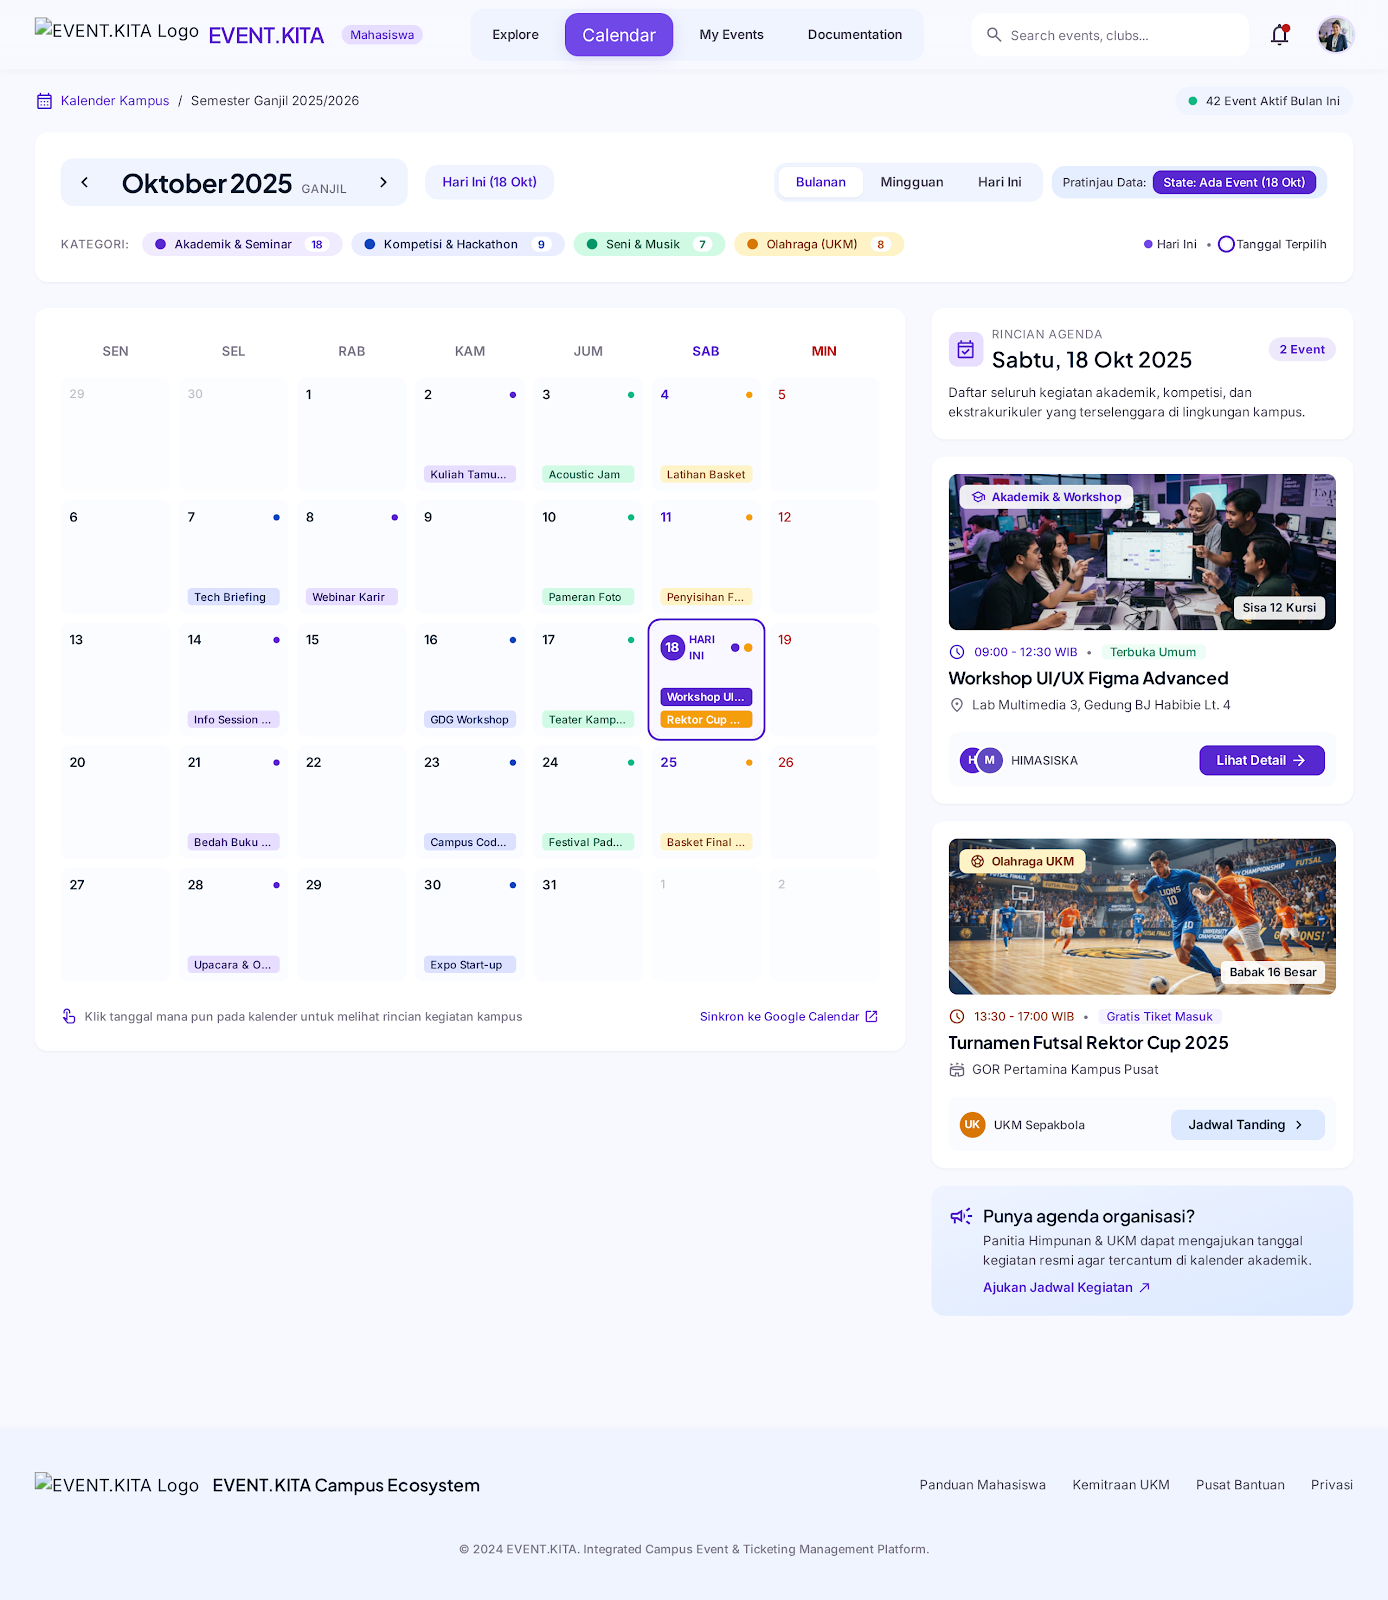 EVENT.KITA Logo
EVENT.KITA
Mahasiswa
Explore
Calendar
My Events
Documentation
Search events, clubs...
Kalender Kampus / Semester Ganjil 2025/2026
42 Event Aktif Bulan Ini
Oktober 2025 GANJIL
Hari Ini (18 Okt)
Bulanan
Mingguan
Hari Ini
Pratinjau Data:
State: Ada Event (18 Okt)
KATEGORI:
Akademik & Seminar 18
Kompetisi & Hackathon 9
Seni & Musik 7
Olahraga (UKM) 8
Hari Ini • Tanggal Terpilih
SEN SEL RAB KAM JUM SAB MIN
29 30 1 2 3 4 5
Kuliah Tamu... Acoustic Jam Latihan Basket
6 7 8 9 10 11 12
Tech Briefing Webinar Karir Pameran Foto Penyisihan F...
13 14 15 16 17 18 HARI INI 19
Workshop UI...
Info Session ... GDG Workshop Teater Kamp... Rektor Cup ...
20 21 22 23 24 25 26
Bedah Buku ... Campus Cod... Festival Pad... Basket Final ...
27 28 29 30 31 1 2
Upacara & O... Expo Start-up
Klik tanggal mana pun pada kalender untuk melihat rincian kegiatan kampus
Sinkron ke Google Calendar
RINCIAN AGENDA
Sabtu, 18 Okt 2025
2 Event
Daftar seluruh kegiatan akademik, kompetisi, dan
ekstrakurikuler yang terselenggara di lingkungan kampus.
Akademik & Workshop
Sisa 12 Kursi
09:00 - 12:30 WIB • Terbuka Umum
Workshop UI/UX Figma Advanced
Lab Multimedia 3, Gedung BJ Habibie Lt. 4
H M HIMASISKA
Lihat Detail
Olahraga UKM
FUTSAL
LIONS
10
10
7
Babak 16 Besar
13:30 - 17:00 WIB • Gratis Tiket Masuk
Turnamen Futsal Rektor Cup 2025
GOR Pertamina Kampus Pusat
UK UKM Sepakbola
Jadwal Tanding
Punya agenda organisasi?
Panitia Himpunan & UKM dapat mengajukan tanggal
kegiatan resmi agar tercantum di kalender akademik.
Ajukan Jadwal Kegiatan
EVENT.KITA Logo
EVENT.KITA Campus Ecosystem
Panduan Mahasiswa
Kemitraan UKM
Pusat Bantuan
Privasi
© 2024 EVENT.KITA. Integrated Campus Event & Ticketing Management Platform.